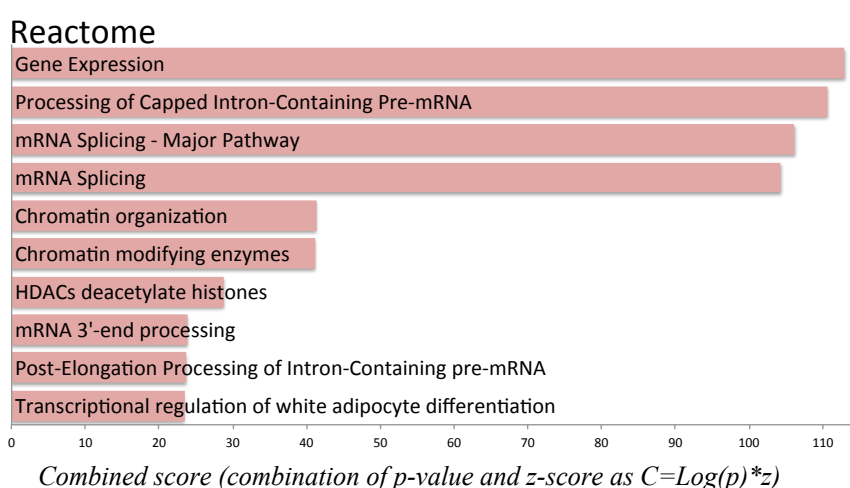 Reactome
Gene Expression
Processing of Capped Intron-Containing Pre-mRNA
mRNA Splicing - Major Pathway
mRNA Splicing
Chromatin organization
Chromatin modifying enzymes
HDACs deacetylate histones
mRNA 3'-end processing
Post-Elongation Processing of Intron-Containing pre-mRNA
Transcriptional regulation of white adipocyte differentiation
0 10 20 30 40 50 60 70 80 90 100 110
Combined score (combination of p-value and z-score as C=Log(p)*z)